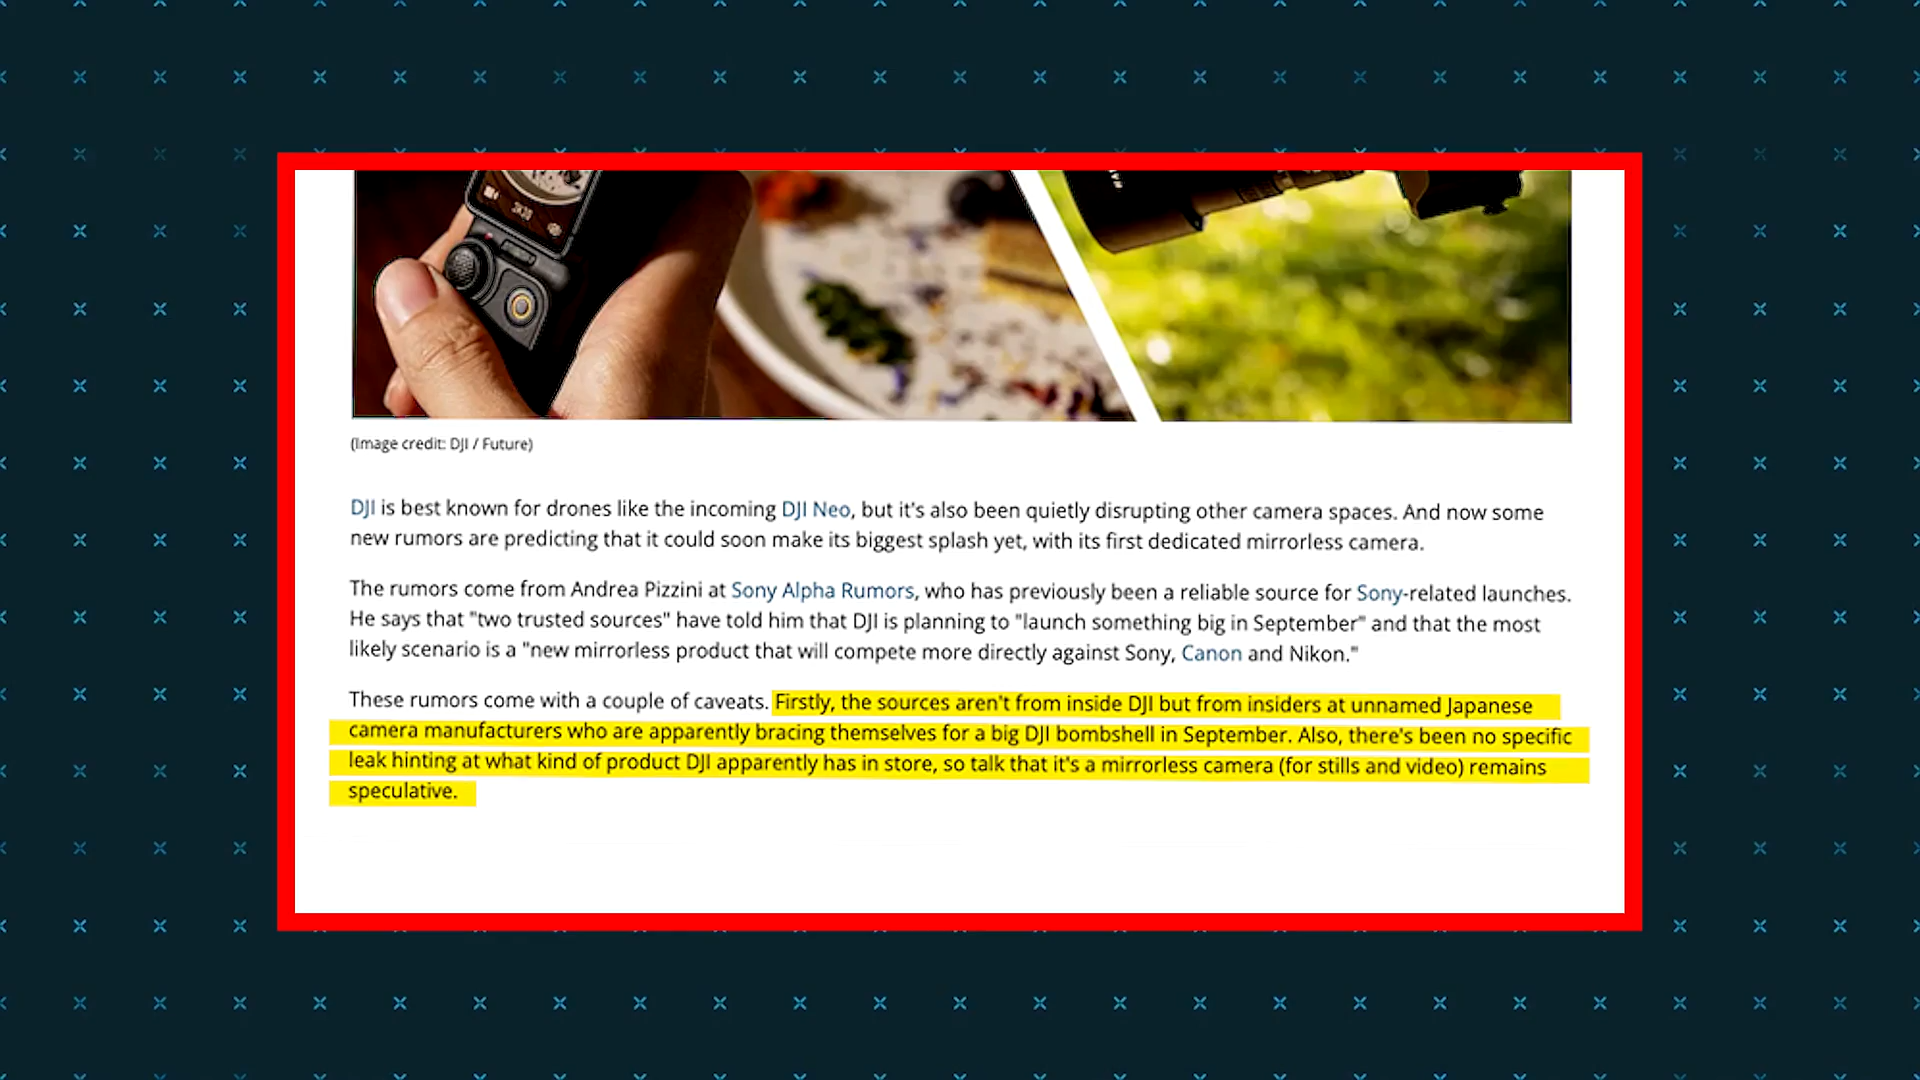 (Image credit: DJI / Future)
DJI is best known for drones like the incoming DJI Neo, but it's also been quietly disrupting other camera spaces. And now some
new rumors are predicting that it could soon make its biggest splash yet, with its first dedicated mirrorless camera.
The rumors come from Andrea Pizzini at Sony Alpha Rumors, who has previously been a reliable source for Sony-related launches.
He says that "two trusted sources" have told him that DJI is planning to "launch something big in September" and that the most
likely scenario is a "new mirrorless product that will compete more directly against Sony, Canon and Nikon."
These rumors come with a couple of caveats. Firstly, the sources aren't from inside DJI but from insiders at unnamed Japanese
camera manufacturers who are apparently bracing themselves for a big DJI bombshell in September. Also, there's been no specific
leak hinting at what kind of product DJI apparently has in store, so talk that it's a mirrorless camera (for stills and video) remains
speculative.